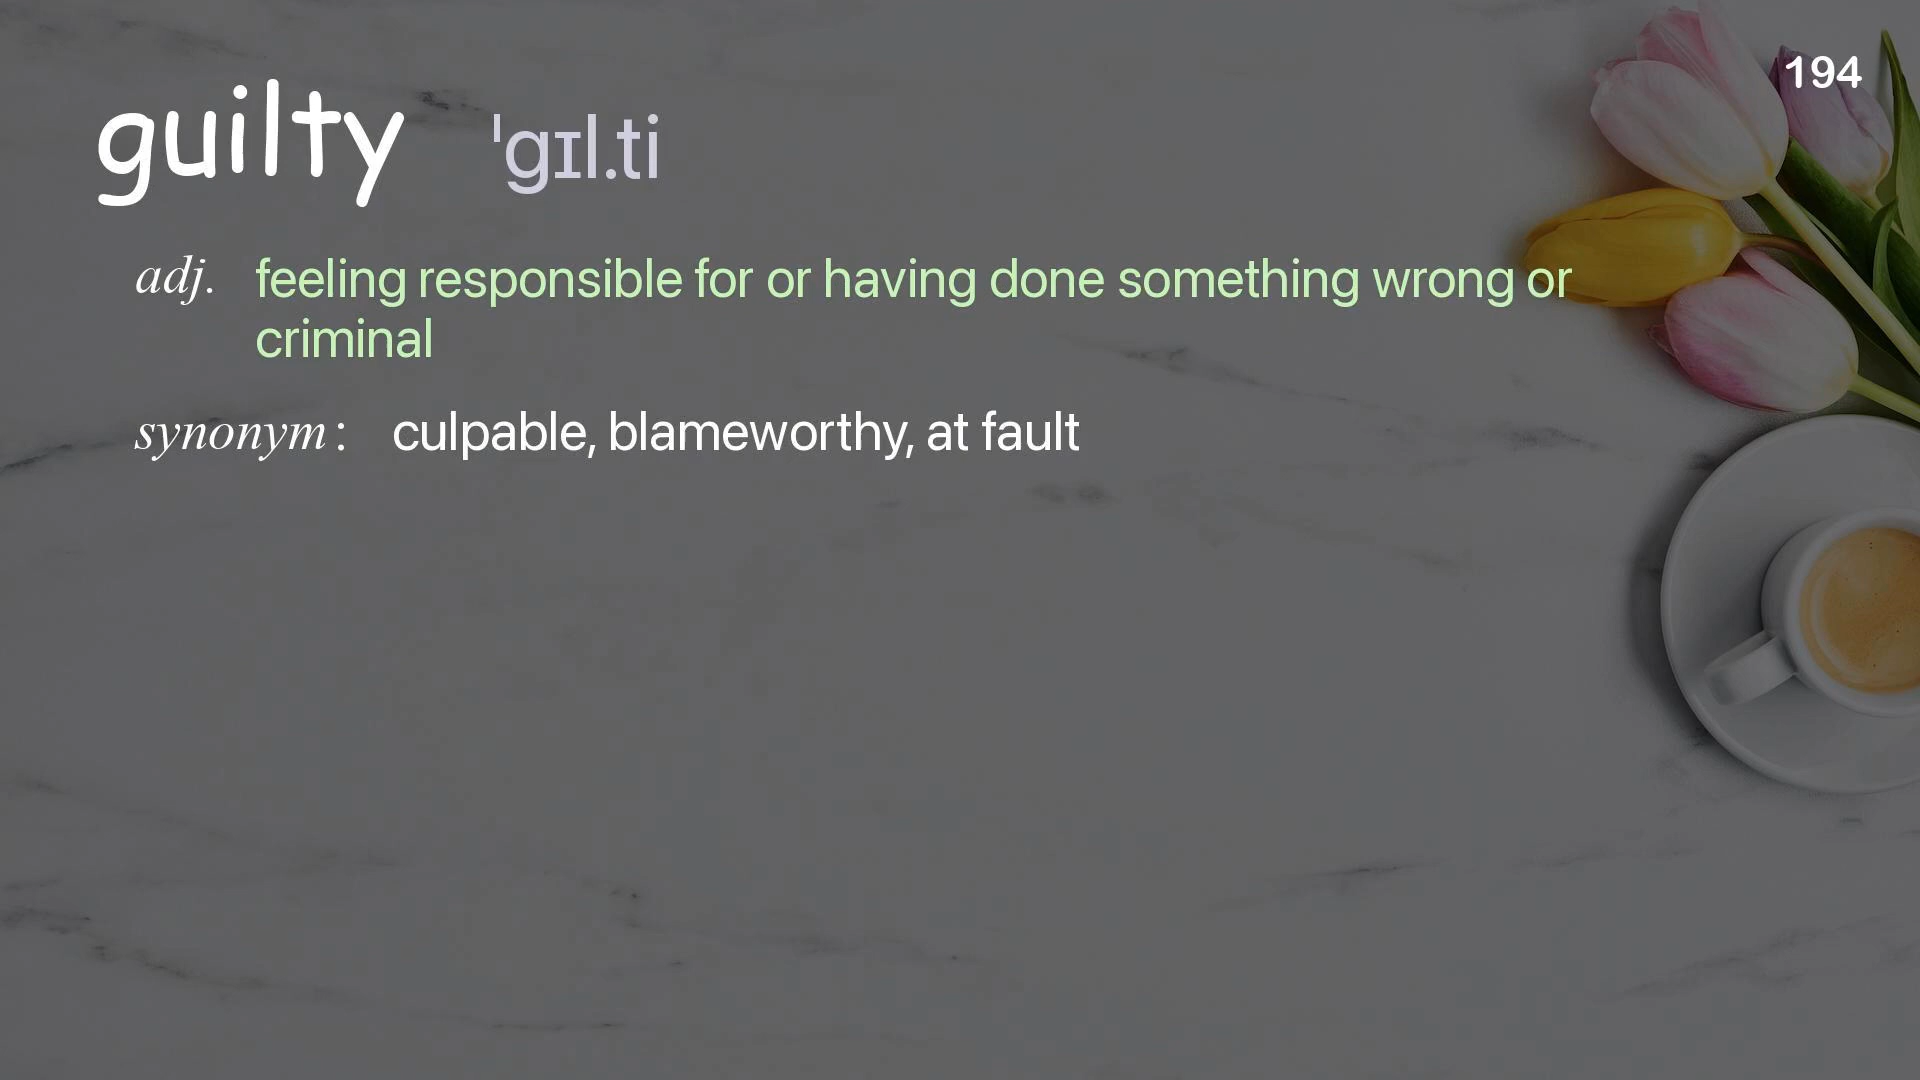 194
guilty ˈɡɪl.ti
adj. feeling responsible for or having done something wrong or
criminal
synonym: culpable, blameworthy, at fault